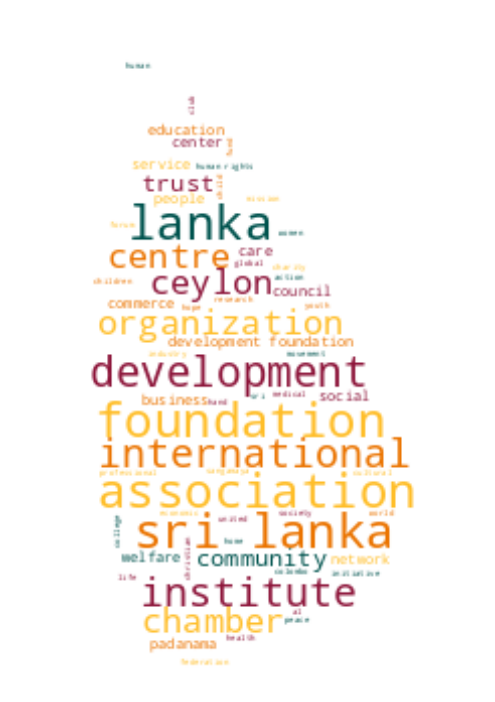 human
club
education
center
fund
service human rights
trust child
people mission
lanka
forum women
centre care
global charity
children ceylon action
council
research
commerce hope youth
organization
development foundation
industry movement
development
business hand sri medical social
foundation
international
professional sangamaya cultural
association
economic society world
college united
sri lanka
home
welfare christian community network
colombo initiative
life
institute
al
chamber peace
health
padanama
federation